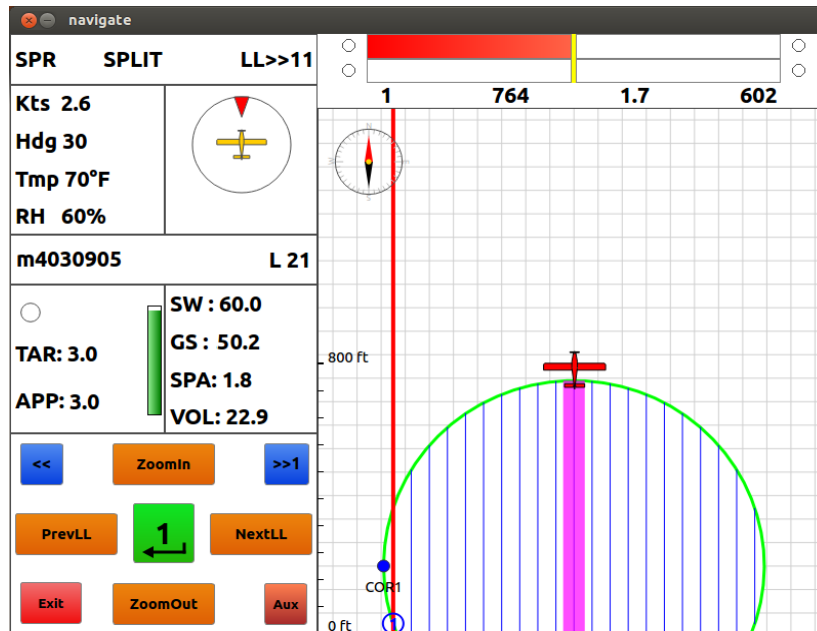 navigate
SPR SPLIT LL>>11
Kts 2.6
Hdg 30
Tmp 70°F
RH 60%
m4030905 L 21
TAR: 3.0
APP: 3.0
SW : 60.0
GS : 50.2
SPA: 1.8
VOL: 22.9
<< ZoomIn >>1
PrevLL 1 NextLL
Exit ZoomOut Aux
1 764 1.7 602
N
W E
S
800 ft
COR1
0 ft 1